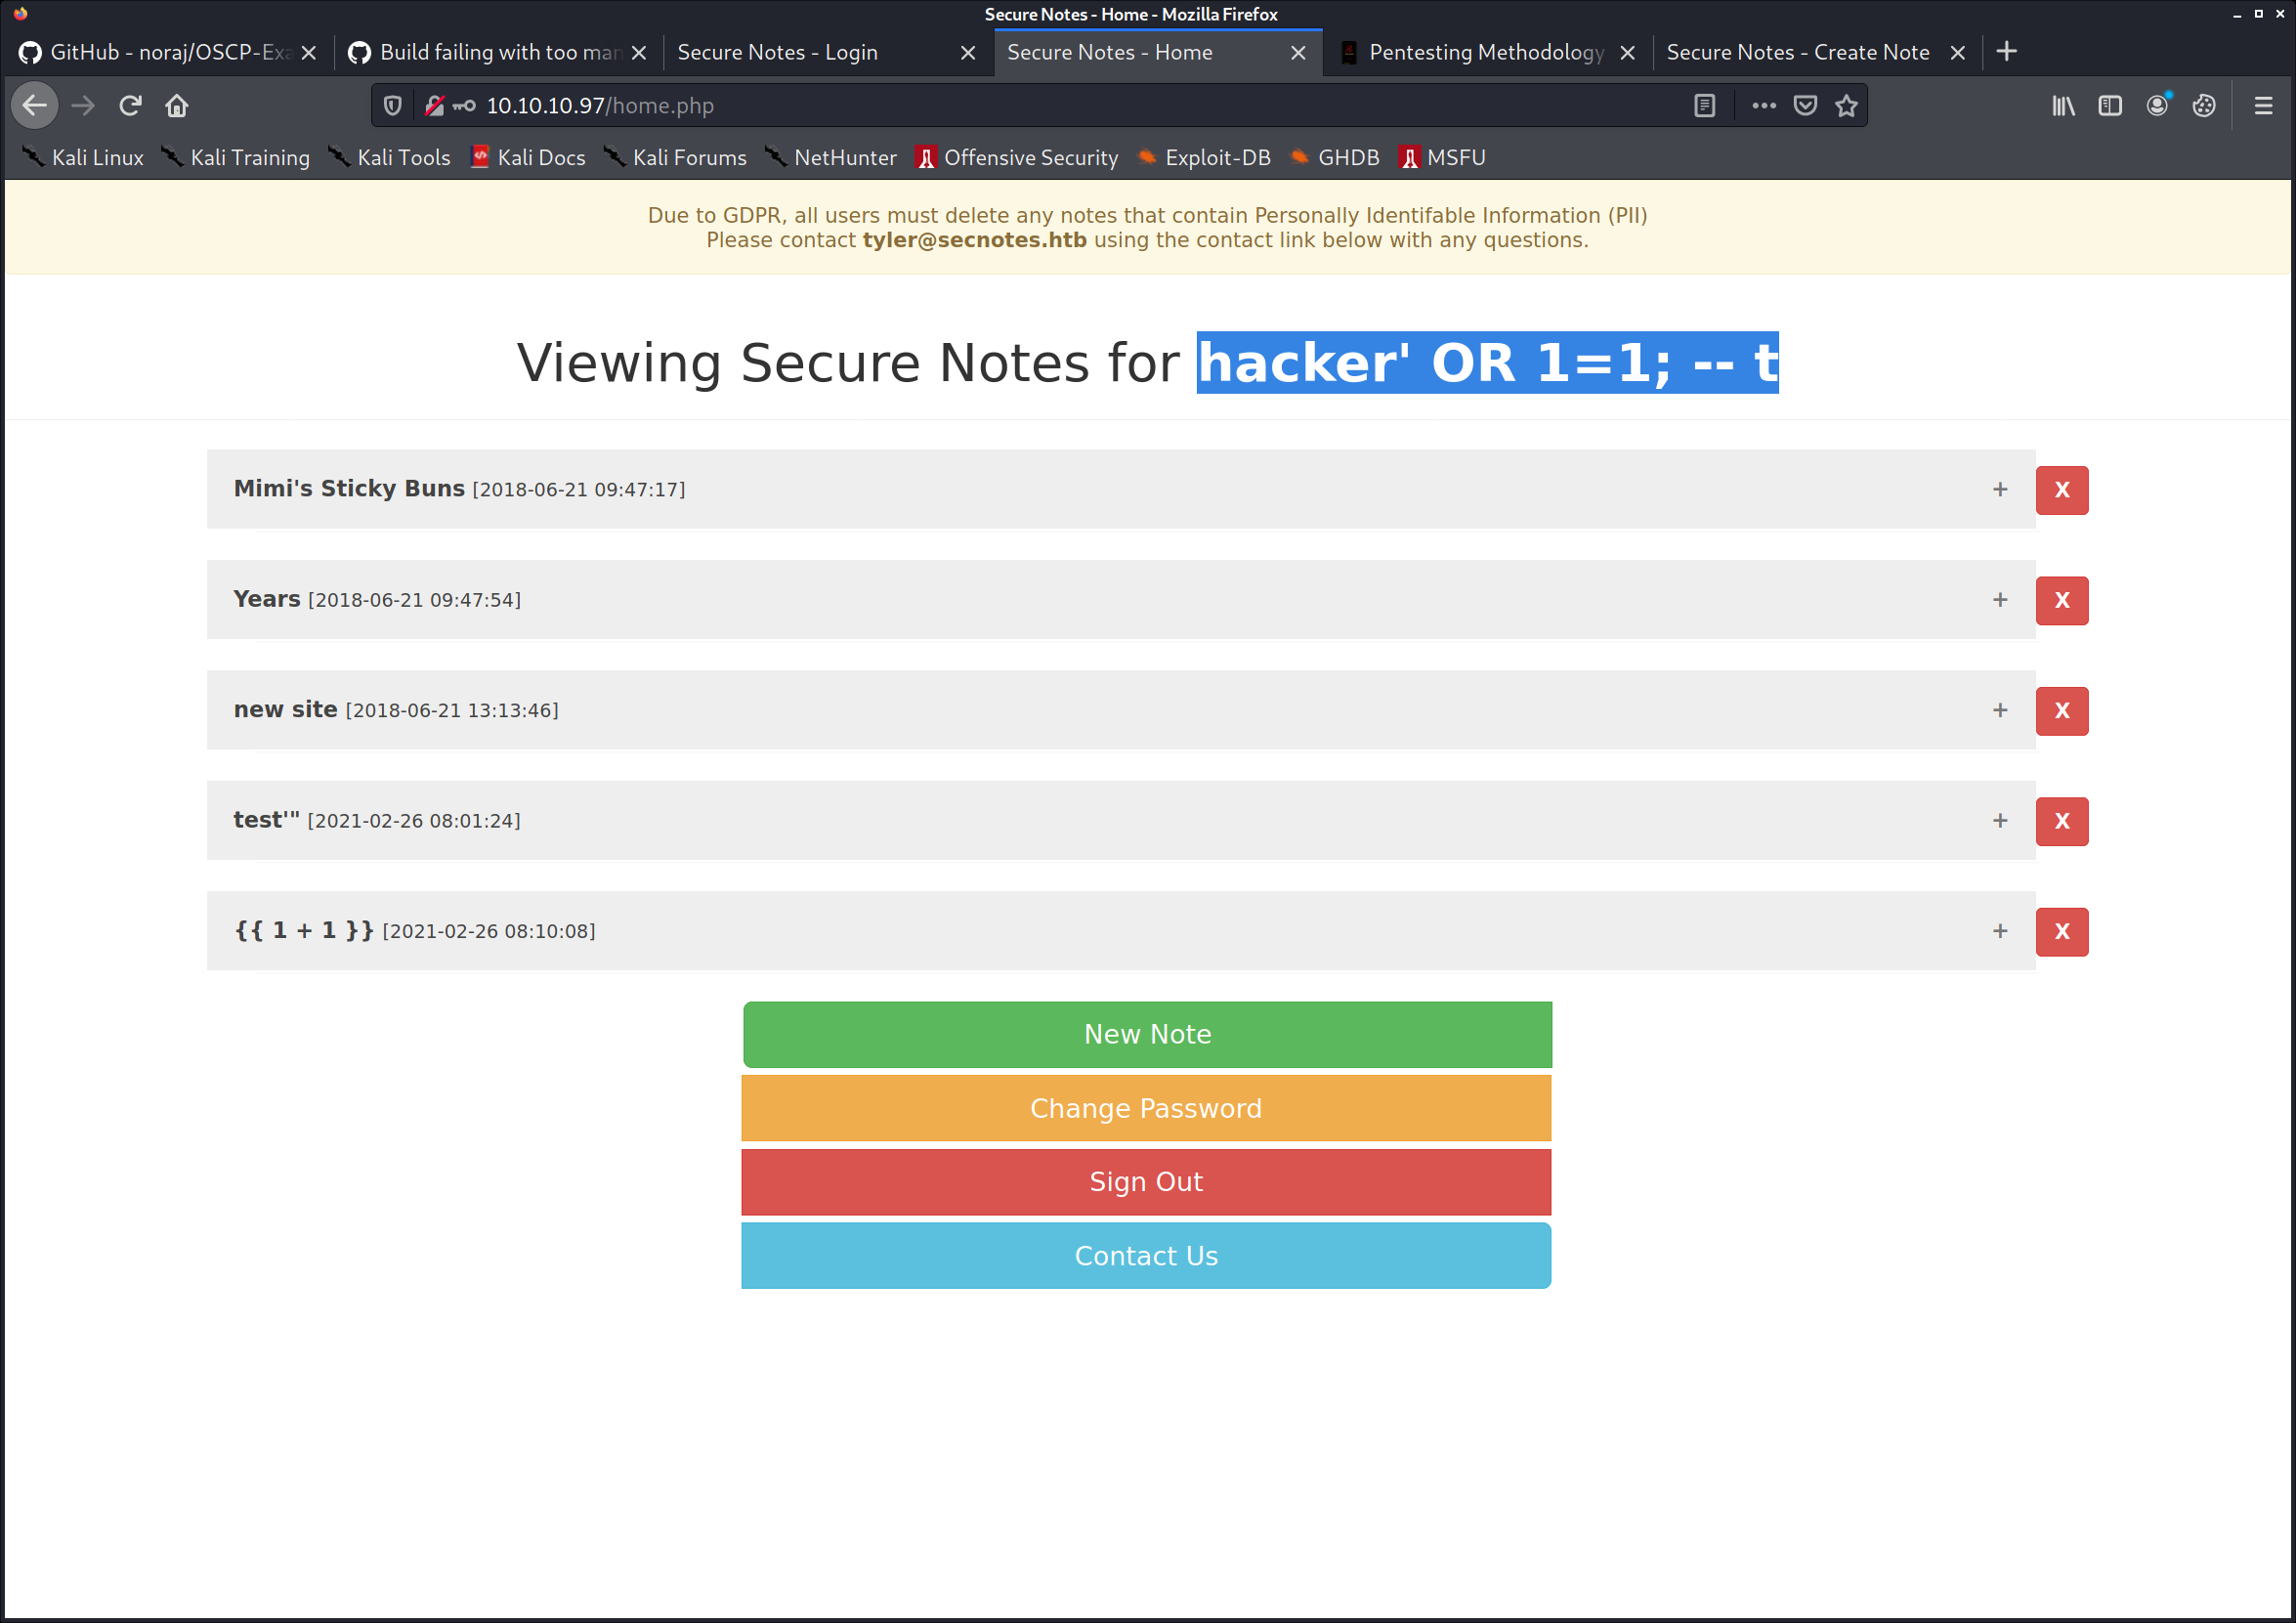 Secure Notes - Home - Mozilla Firefox
GitHub - noraj/OSCP-Exa
Build failing with too man
Secure Notes - Login
Secure Notes - Home
Pentesting Methodology
Secure Notes - Create Note
10.10.10.97/home.php
Kali Linux Kali Training Kali Tools Kali Docs Kali Forums NetHunter Offensive Security Exploit-DB GHDB MSFU
Due to GDPR, all users must delete any notes that contain Personally Identifable Information (PII)
Please contact tyler@secnotes.htb using the contact link below with any questions.
Viewing Secure Notes for hacker' OR 1=1; -- t
Mimi's Sticky Buns [2018-06-21 09:47:17] + X
Years [2018-06-21 09:47:54] + X
new site [2018-06-21 13:13:46] + X
test'" [2021-02-26 08:01:24] + X
{{ 1 + 1 }} [2021-02-26 08:10:08] + X
New Note
Change Password
Sign Out
Contact Us